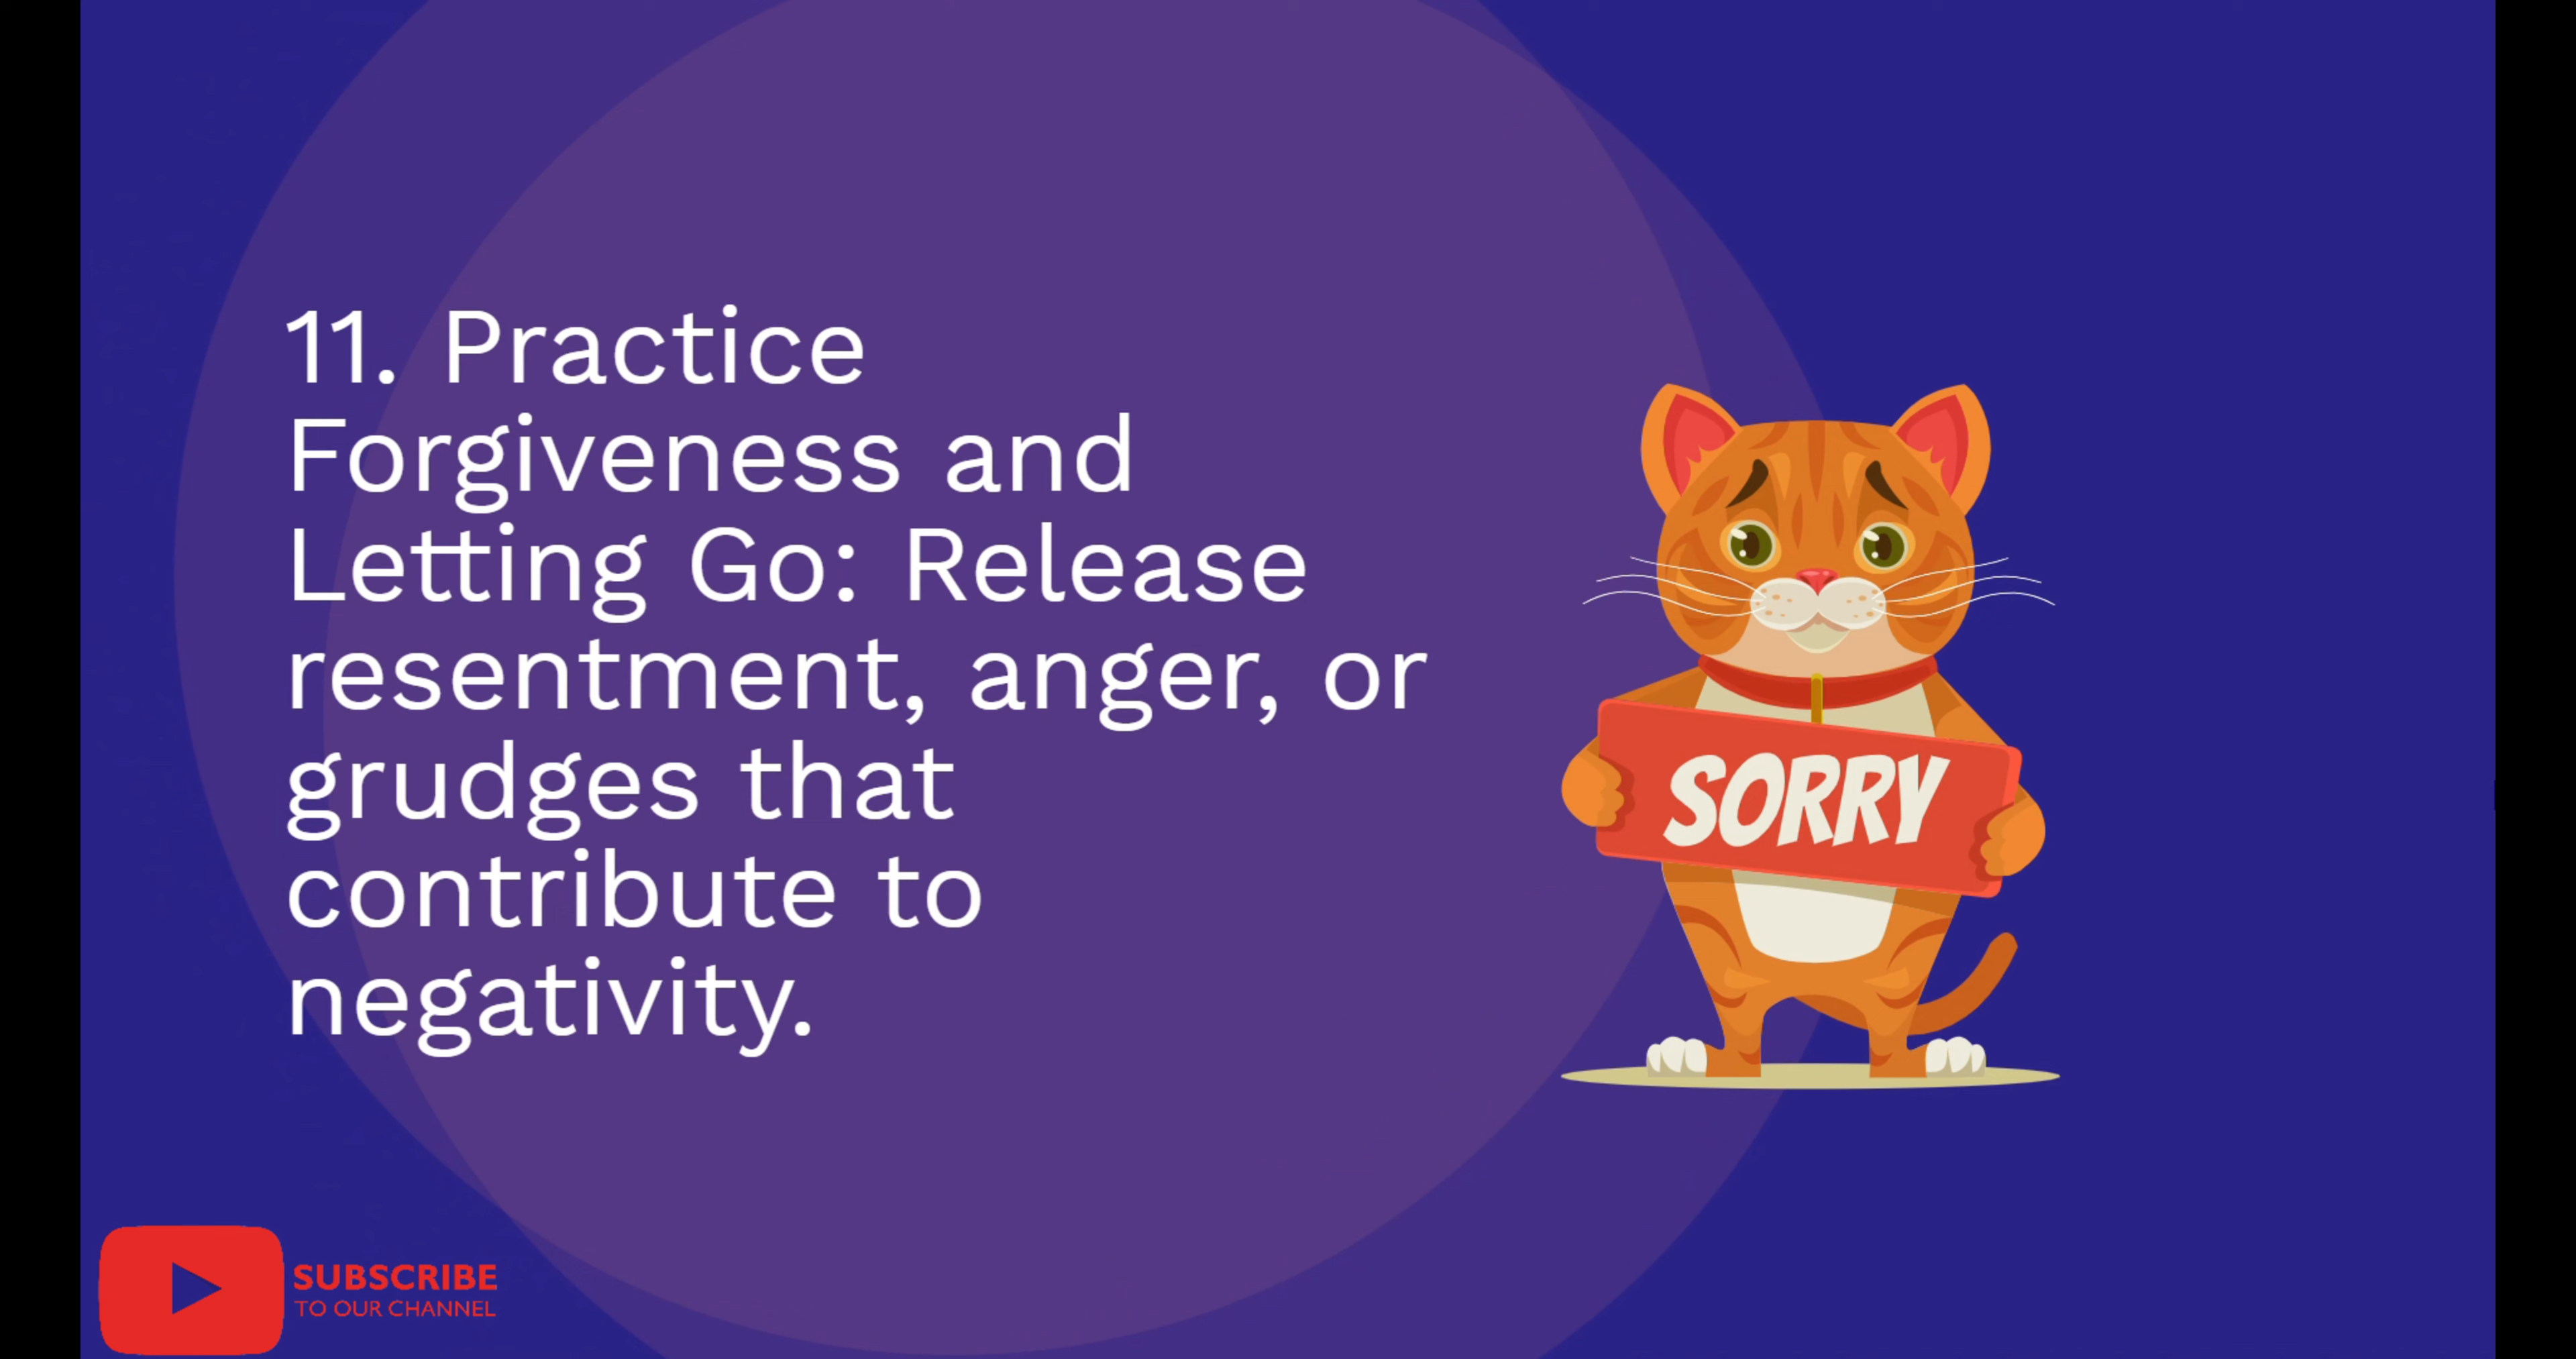 11. Practice
Forgiveness and
Letting Go: Release
resentment, anger, or
grudges that
contribute to
negativity.
SORRY
SUBSCRIBE
TO OUR CHANNEL